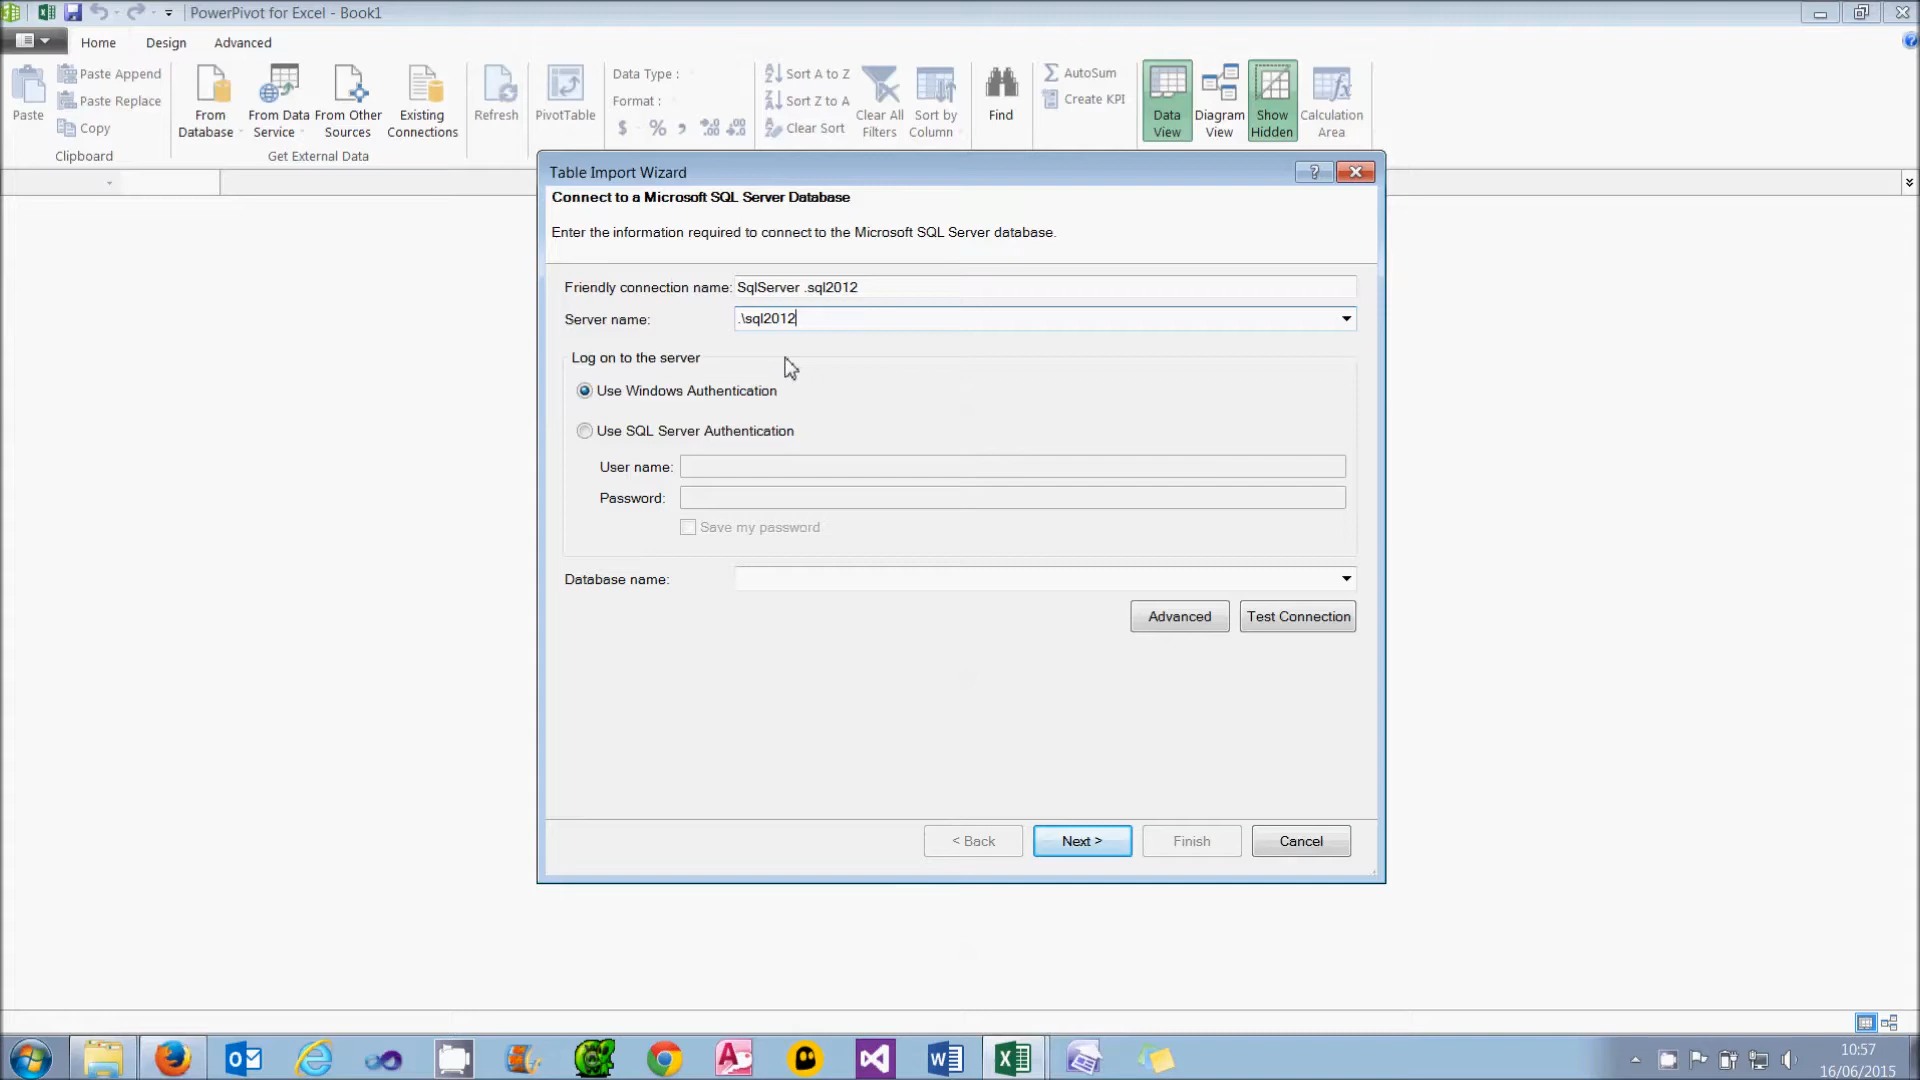 PowerPivot for Excel - Book1
Home Design Advanced
Paste
Paste Append
Paste Replace
Copy
Clipboard
From Database
From Data Service
From Other Sources
Existing Connections
Get External Data
Refresh
PivotTable
Data Type :
Format :
$ % ,
Sort A to Z
Sort Z to A
Clear Sort
Clear All Filters
Sort by Column
Find
AutoSum
Create KPI
Data View
Diagram View
Show Hidden
Calculation Area
Table Import Wizard
Connect to a Microsoft SQL Server Database
Enter the information required to connect to the Microsoft SQL Server database.
Friendly connection name: SqlServer .sql2012
Server name: .\sql2012
Log on to the server
Use Windows Authentication
Use SQL Server Authentication
User name:
Password:
Save my password
Database name:
Advanced Test Connection
< Back Next > Finish Cancel
10:57
16/06/2015